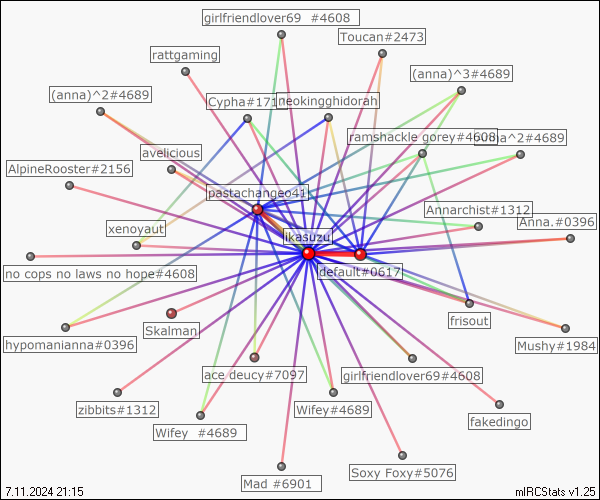 girlfriendlover69  #4608
Toucan#2473
rattgaming
(anna)^3#4689
(anna)^2#4689
Cypha#171
neokingghidorah
ramshackle gorey#4608
^2#4689
avelicious
AlpineRooster#2156
pastachangeo41
Annarchist#1312
Anna.#0396
xenoyaut
ikasuzu
no cops no laws no hope#4608
default#0617
frisout
Skalman
hypomanianna#0396
Mushy#1984
ace deucy#7097
girlfriendlover69#4608
zibbits#1312
Wifey#4689
fakedingo
Wifey  #4689
Soxy Foxy#5076
Mad #6901
7.11.2024 21:15
mIRCStats v1.25